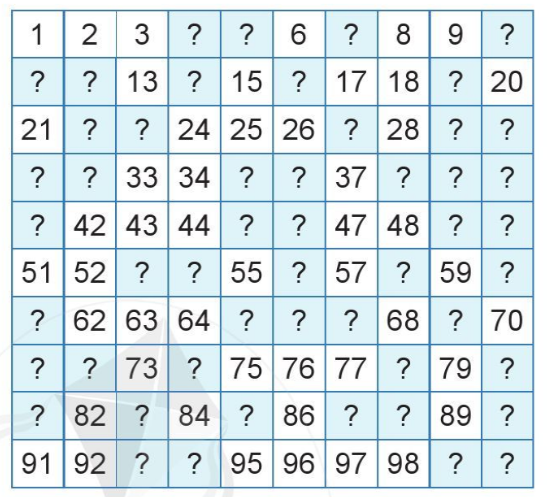 1 2 3 ? ? 6 ? 8 9 ?
? ? 13 ? 15 ? 17 18 ? 20
21 ? ? 24 25 26 ? 28 ? ?
? ? 33 34 ? ? 37 ? ? ?
? 42 43 44 ? ? 47 48 ? ?
51 52 ? ? 55 ? 57 ? 59 ?
? 62 63 64 ? ? ? 68 ? 70
? ? 73 ? 75 76 77 ? 79 ?
? 82 ? 84 ? 86 ? ? 89 ?
91 92 ? ? 95 96 97 98 ? ?